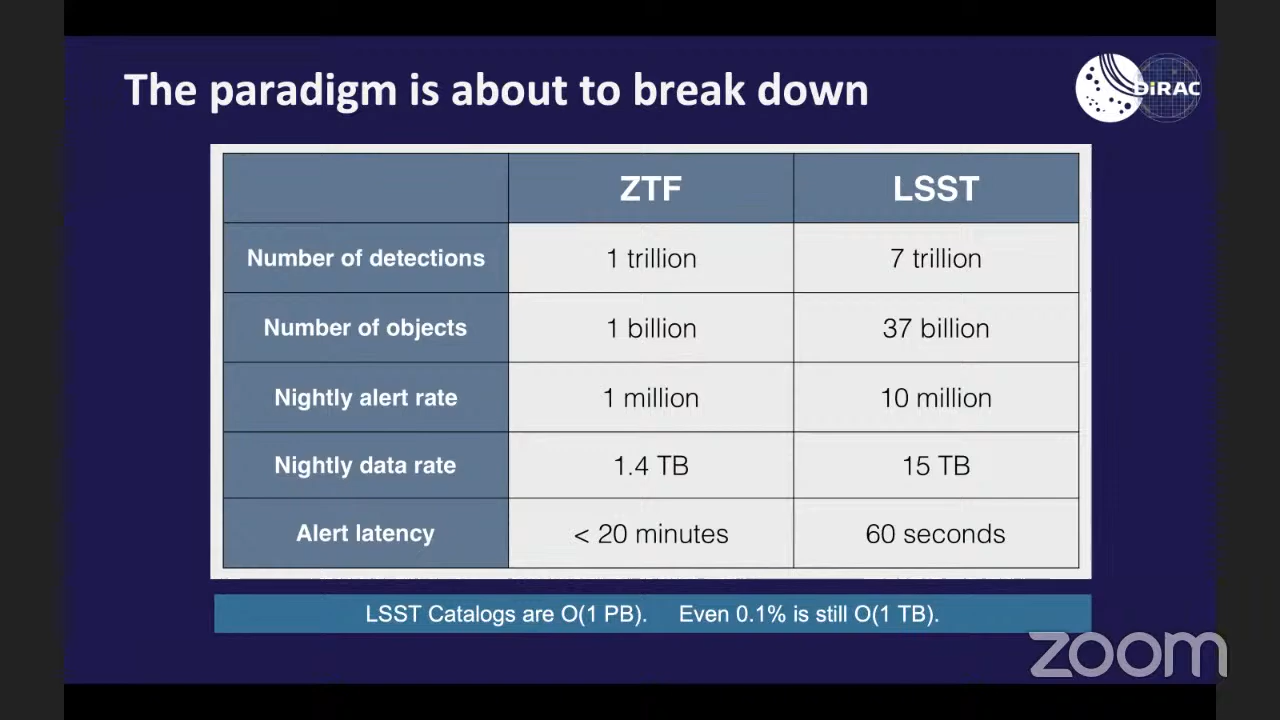 The paradigm is about to break down
DiRAC
ZTF LSST
Number of detections 1 trillion 7 trillion
Number of objects 1 billion 37 billion
Nightly alert rate 1 million 10 million
Nightly data rate 1.4 TB 15 TB
Alert latency < 20 minutes 60 seconds
LSST Catalogs are O(1 PB). Even 0.1% is still O(1 TB).
zoom